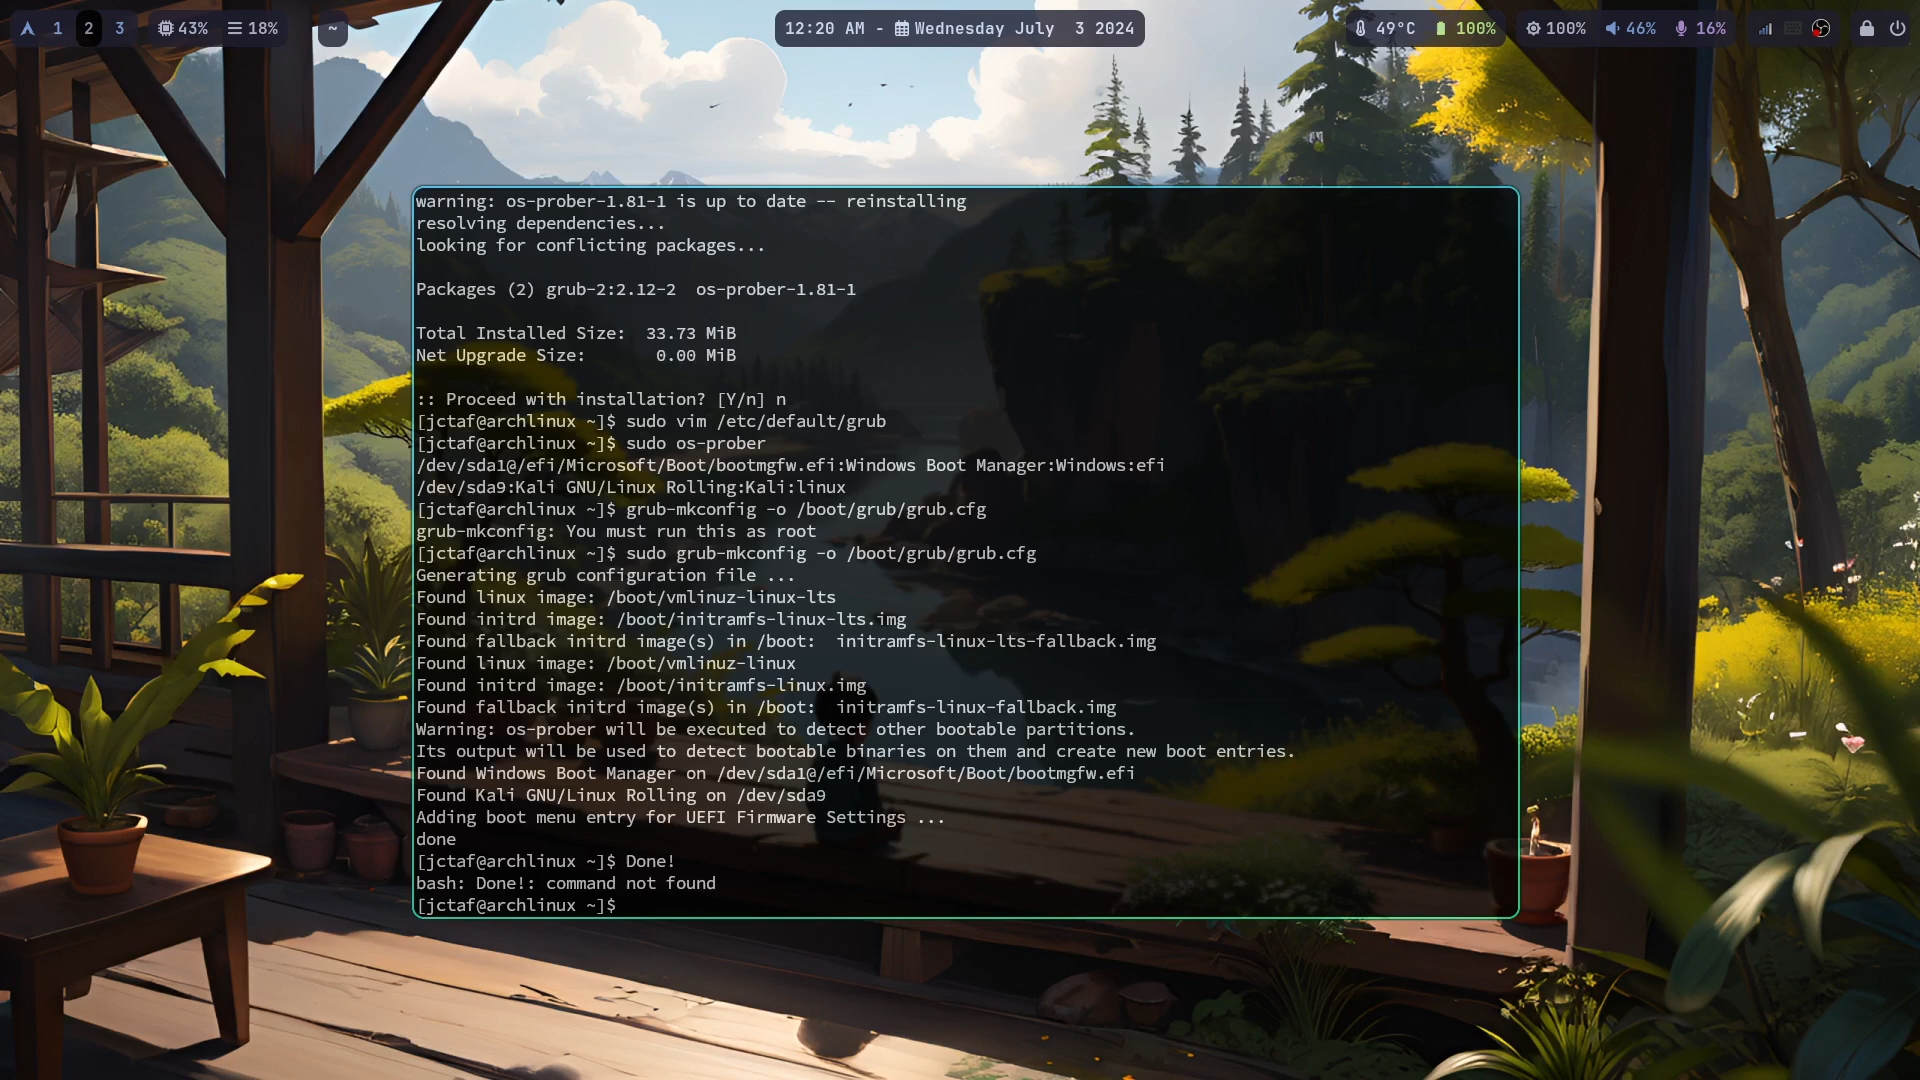 1 2 3 43% 18% ~ 12:20 AM - Wednesday July  3 2024 49°C 100% 100% 46% 16%
warning: os-prober-1.81-1 is up to date -- reinstalling
resolving dependencies...
looking for conflicting packages...
Packages (2) grub-2:2.12-2  os-prober-1.81-1
Total Installed Size:  33.73 MiB
Net Upgrade Size:       0.00 MiB
:: Proceed with installation? [Y/n] n
[jctaf@archlinux ~]$ sudo vim /etc/default/grub
[jctaf@archlinux ~]$ sudo os-prober
/dev/sda1@/efi/Microsoft/Boot/bootmgfw.efi:Windows Boot Manager:Windows:efi
/dev/sda9:Kali GNU/Linux Rolling:Kali:linux
[jctaf@archlinux ~]$ grub-mkconfig -o /boot/grub/grub.cfg
grub-mkconfig: You must run this as root
[jctaf@archlinux ~]$ sudo grub-mkconfig -o /boot/grub/grub.cfg
Generating grub configuration file ...
Found linux image: /boot/vmlinuz-linux-lts
Found initrd image: /boot/initramfs-linux-lts.img
Found fallback initrd image(s) in /boot:  initramfs-linux-lts-fallback.img
Found linux image: /boot/vmlinuz-linux
Found initrd image: /boot/initramfs-linux.img
Found fallback initrd image(s) in /boot:  initramfs-linux-fallback.img
Warning: os-prober will be executed to detect other bootable partitions.
Its output will be used to detect bootable binaries on them and create new boot entries.
Found Windows Boot Manager on /dev/sda1@/efi/Microsoft/Boot/bootmgfw.efi
Found Kali GNU/Linux Rolling on /dev/sda9
Adding boot menu entry for UEFI Firmware Settings ...
done
[jctaf@archlinux ~]$ Done!
bash: Done!: command not found
[jctaf@archlinux ~]$